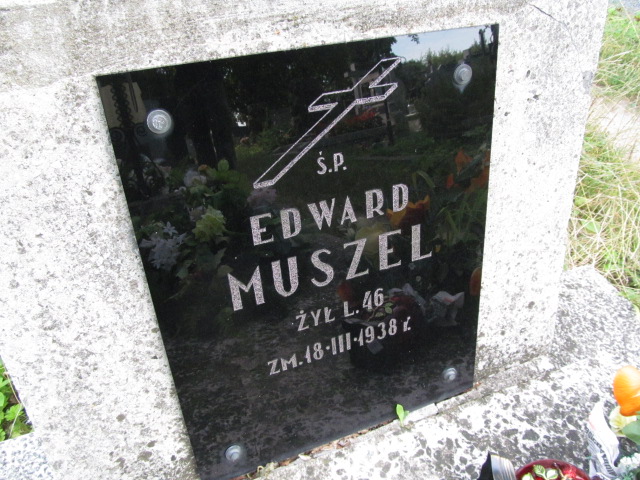 Ś.P.
EDWARD
MUSZEL
ŻYŁ L. 46
ZM. 18·III·1938 r.